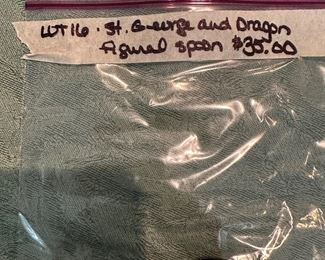 LOT 16 · St. George and Dragon
figural spoon $35.00